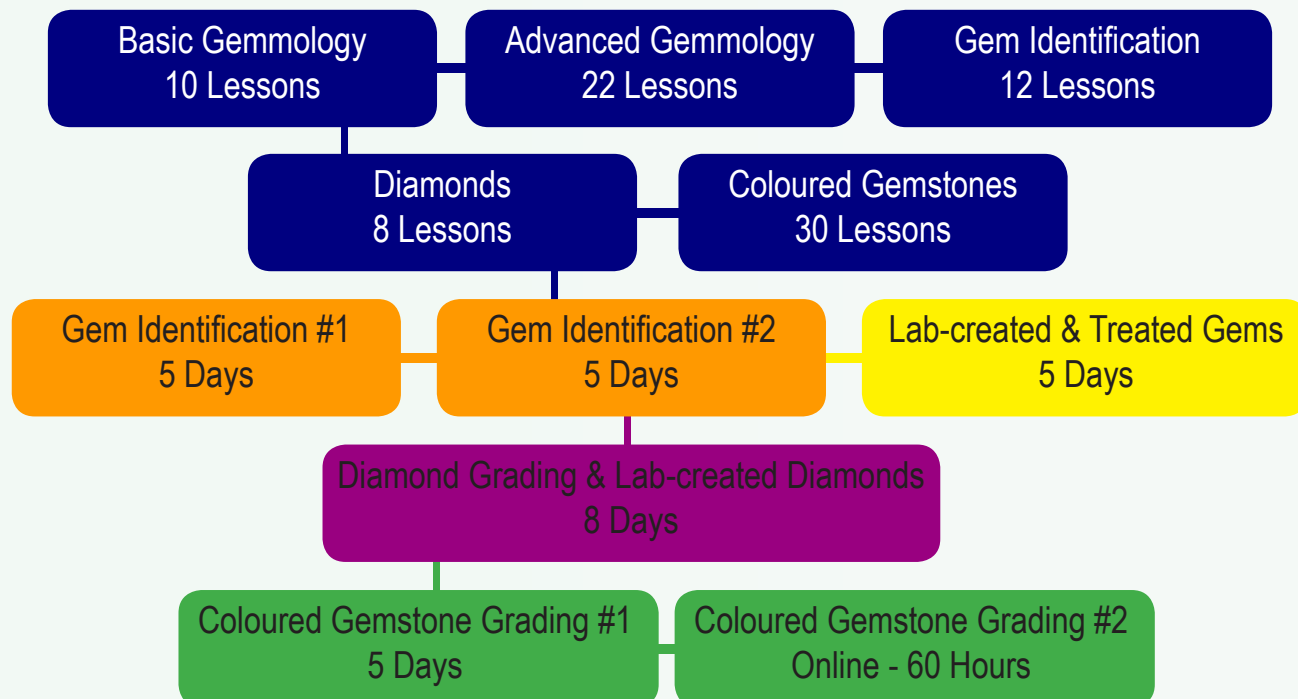 Basic Gemmology
10 Lessons
Advanced Gemmology
22 Lessons
Gem Identification
12 Lessons
Diamonds
8 Lessons
Coloured Gemstones
30 Lessons
Gem Identification #1
5 Days
Gem Identification #2
5 Days
Lab-created & Treated Gems
5 Days
Diamond Grading & Lab-created Diamonds
8 Days
Coloured Gemstone Grading #1
5 Days
Coloured Gemstone Grading #2
Online - 60 Hours